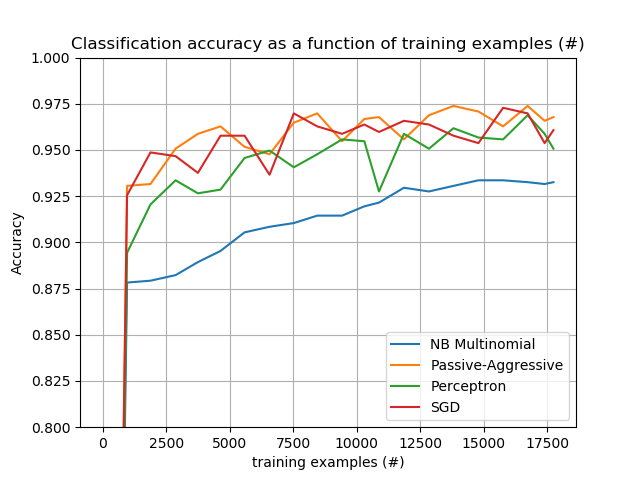 Classification accuracy as a function of training examples (#)
1.000
0.975
0.950
0.925
0.900
0.875
0.850
0.825
0.800
Accuracy
NB Multinomial
Passive-Aggressive
Perceptron
SGD
0 2500 5000 7500 10000 12500 15000 17500
training examples (#)